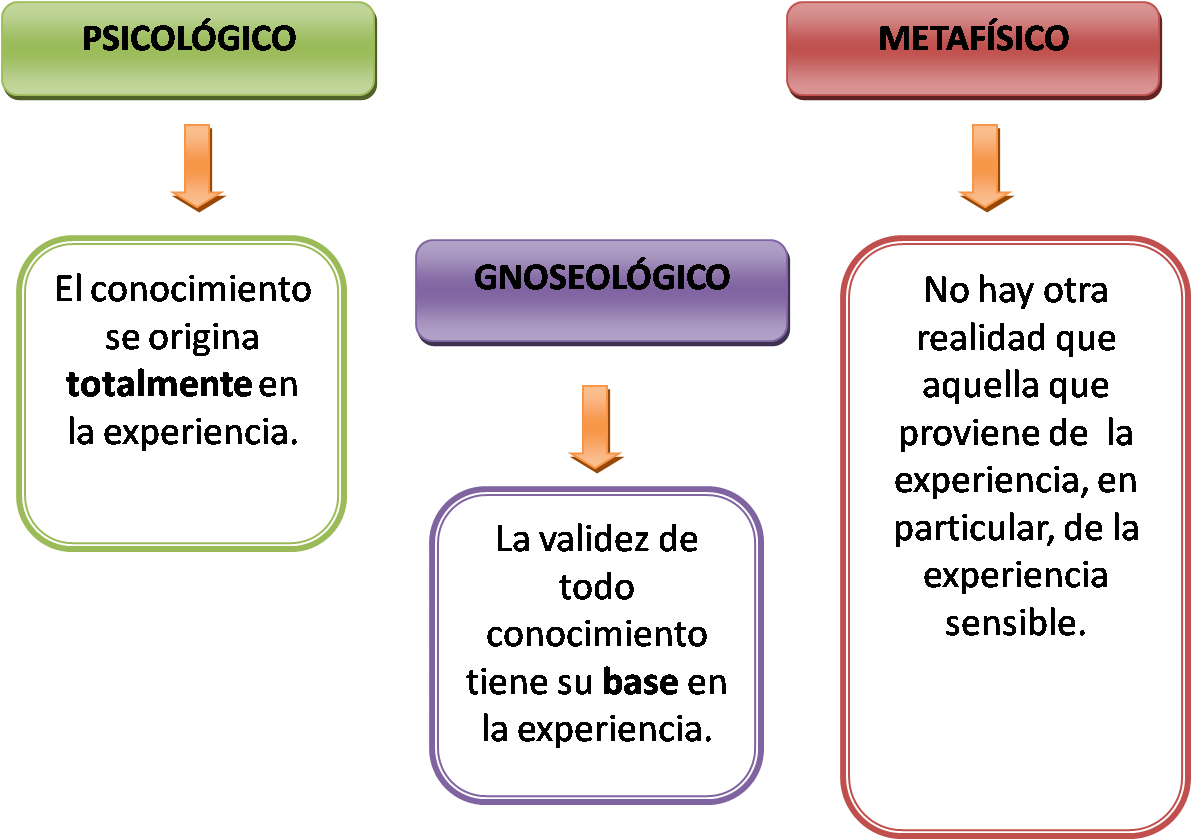 PSICOLÓGICO
El conocimiento
se origina
totalmente en
la experiencia.
GNOSEOLÓGICO
La validez de
todo
conocimiento
tiene su base en
la experiencia.
METAFÍSICO
No hay otra
realidad que
aquella que
proviene de la
experiencia, en
particular, de la
experiencia
sensible.